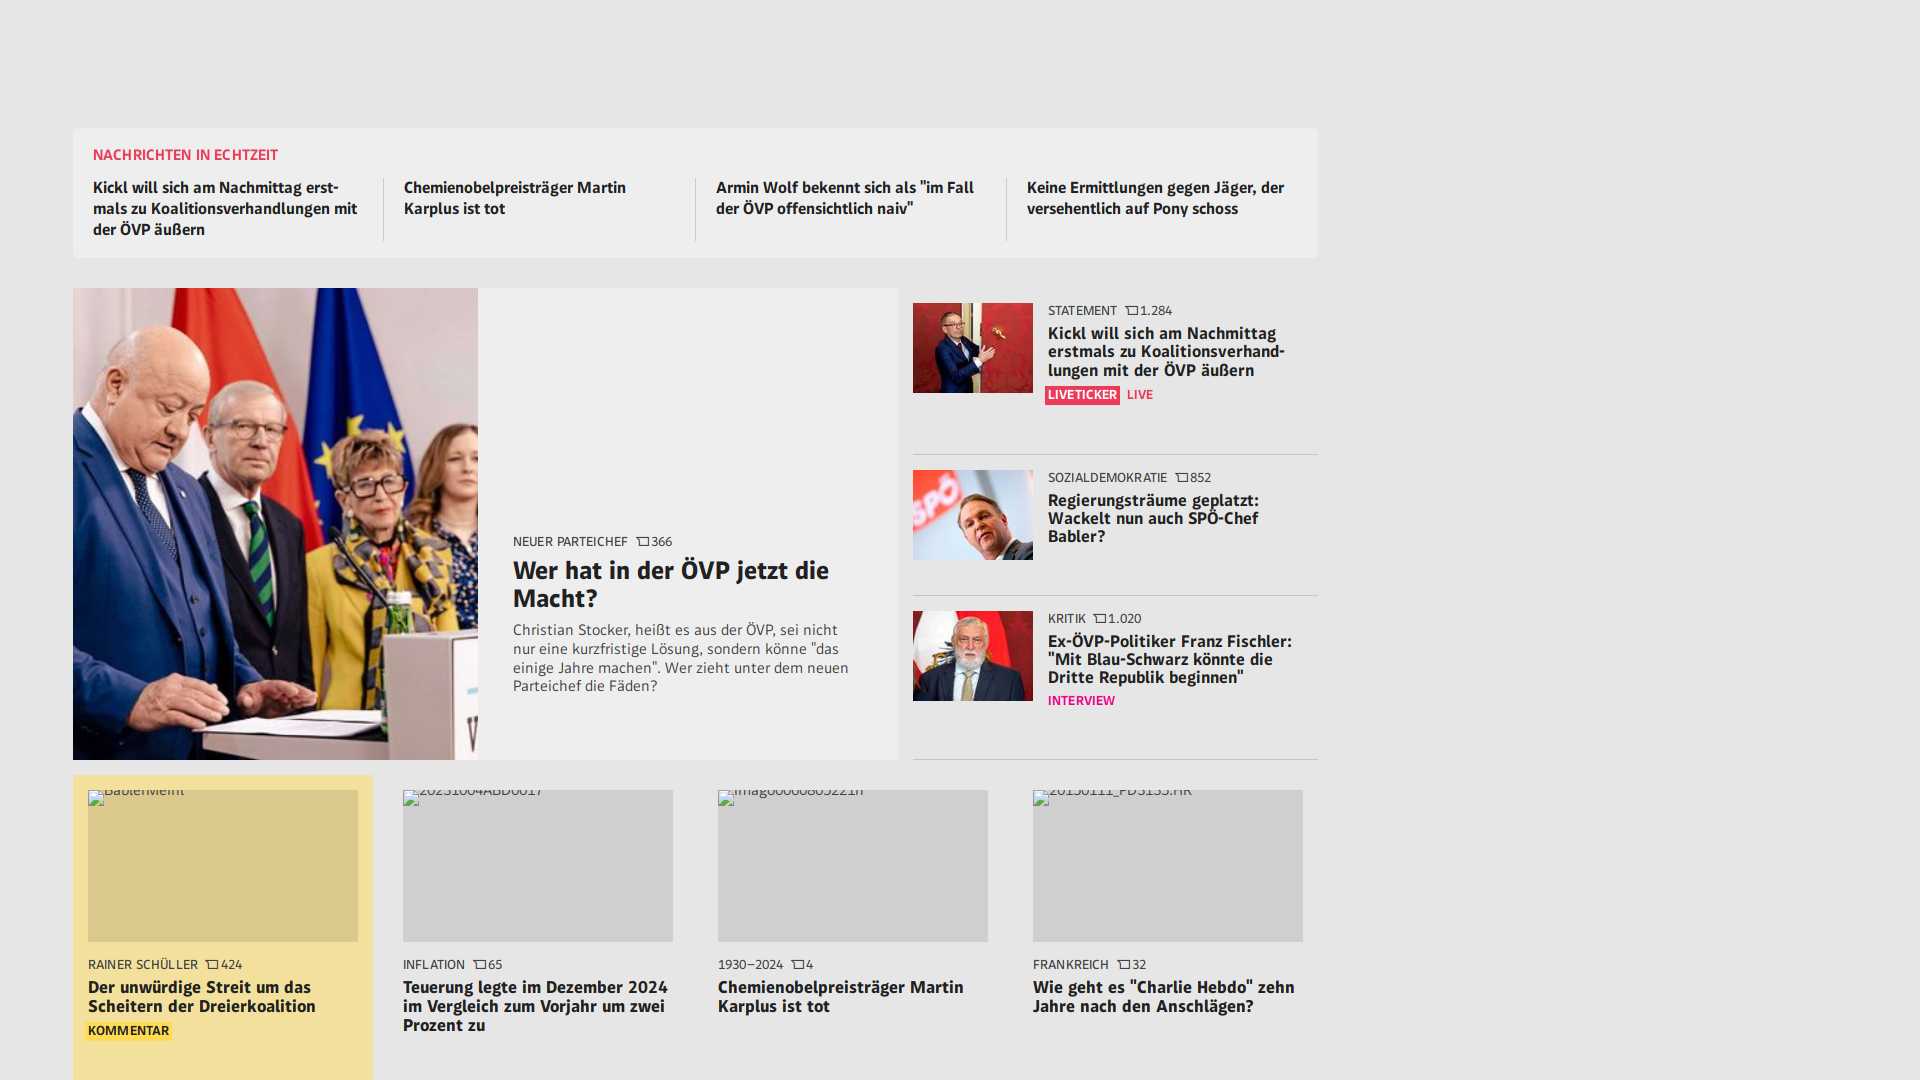 NACHRICHTEN IN ECHTZEIT
Kickl will sich am Nachmittag erst-
mals zu Koalitionsverhandlungen mit
der ÖVP äußern
Chemienobelpreisträger Martin
Karplus ist tot
Armin Wolf bekennt sich als "im Fall
der ÖVP offensichtlich naiv"
Keine Ermittlungen gegen Jäger, der
versehentlich auf Pony schoss
NEUER PARTEICHEF 366
Wer hat in der ÖVP jetzt die
Macht?
Christian Stocker, heißt es aus der ÖVP, sei nicht
nur eine kurzfristige Lösung, sondern könne "das
einige Jahre machen". Wer zieht unter dem neuen
Parteichef die Fäden?
STATEMENT 1.284
Kickl will sich am Nachmittag
erstmals zu Koalitionsverhand-
lungen mit der ÖVP äußern
LIVETICKER LIVE
SPÖ
SOZIALDEMOKRATIE 852
Regierungsträume geplatzt:
Wackelt nun auch SPÖ-Chef
Babler?
KRITIK 1.020
Ex-ÖVP-Politiker Franz Fischler:
"Mit Blau-Schwarz könnte die
Dritte Republik beginnen"
INTERVIEW
RAINER SCHÜLLER 424
Der unwürdige Streit um das
Scheitern der Dreierkoalition
KOMMENTAR
INFLATION 65
Teuerung legte im Dezember 2024
im Vergleich zum Vorjahr um zwei
Prozent zu
1930–2024 4
Chemienobelpreisträger Martin
Karplus ist tot
FRANKREICH 32
Wie geht es "Charlie Hebdo" zehn
Jahre nach den Anschlägen?